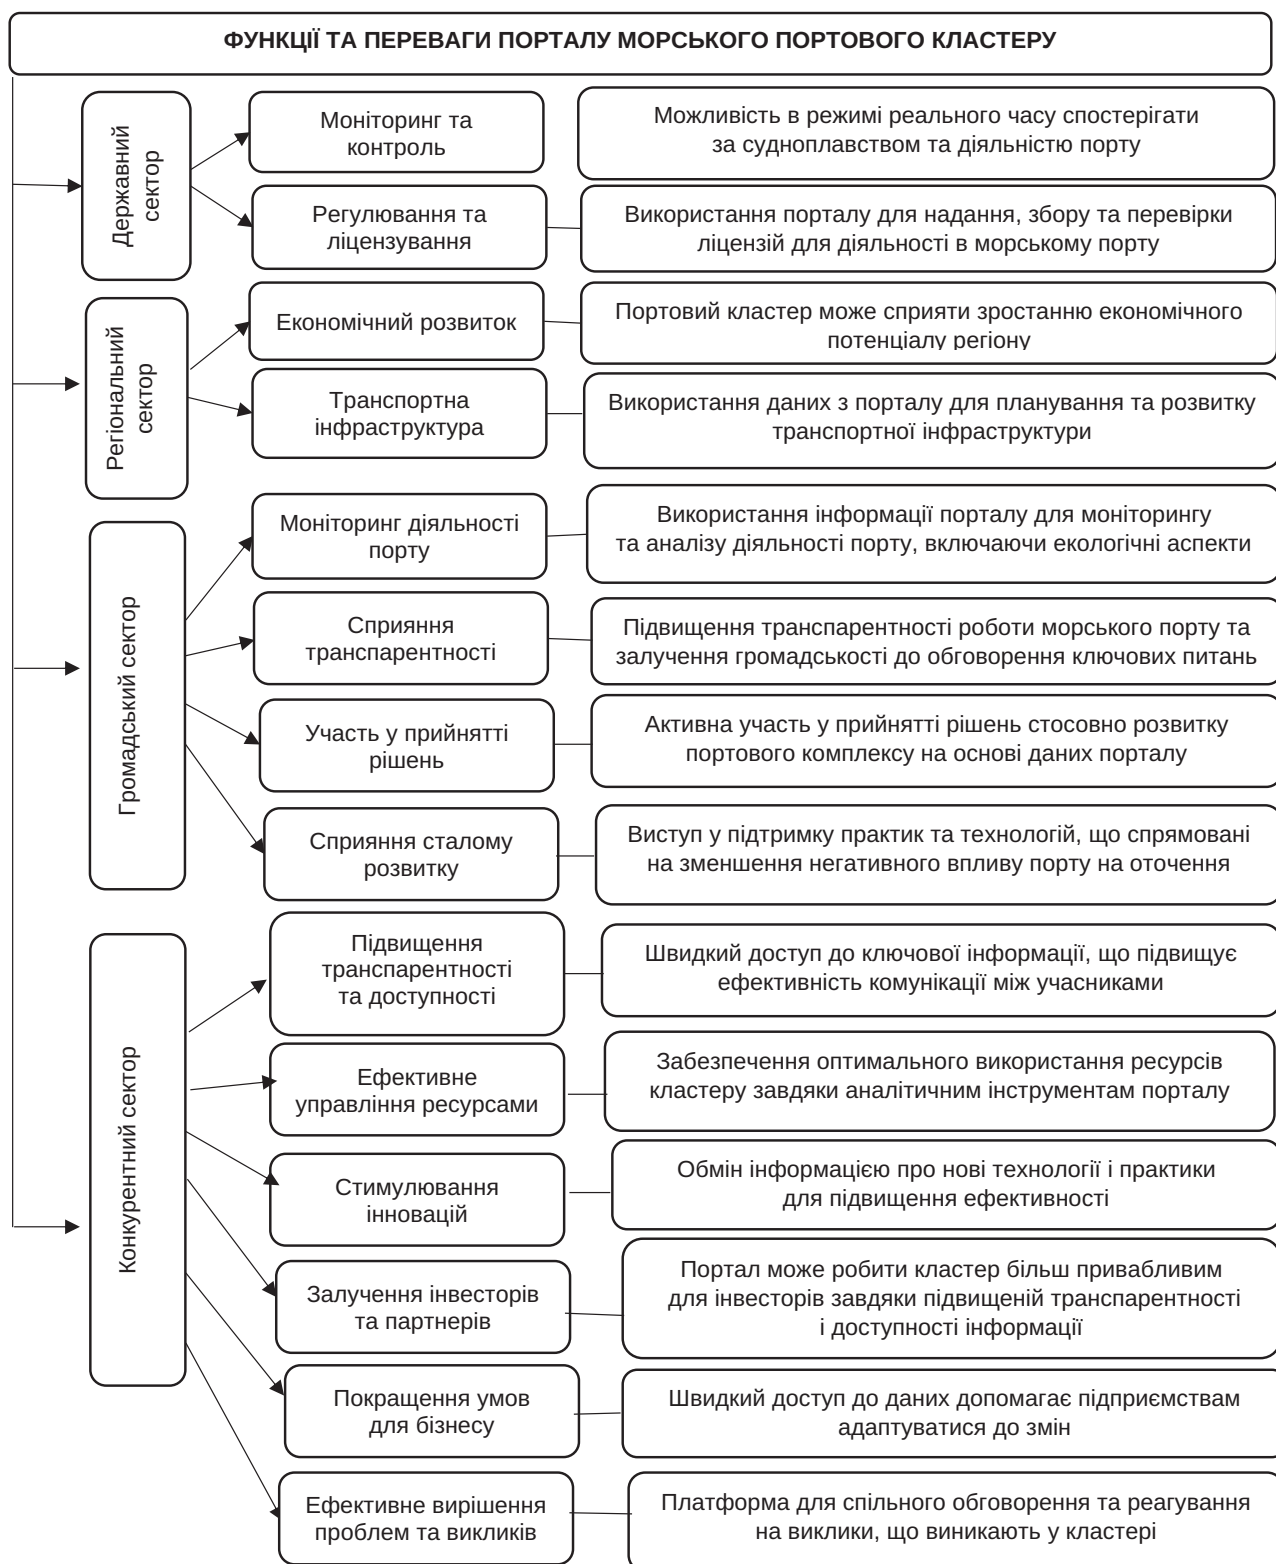 ФУНКЦІЇ ТА ПЕРЕВАГИ ПОРТАЛУ МОРСЬКОГО ПОРТОВОГО КЛАСТЕРУ
Державний
сектор
Моніторинг та
контроль
Можливість в режимі реального часу спостерігати
за судноплавством та діяльністю порту
Регулювання та
ліцензування
Використання порталу для надання, збору та перевірки
ліцензій для діяльності в морському порту
Регіональний
сектор
Економічний розвиток
Портовий кластер може сприяти зростанню економічного
потенціалу регіону
Транспортна
інфраструктура
Використання даних з порталу для планування та розвитку
транспортної інфраструктури
Громадський сектор
Моніторинг діяльності
порту
Використання інформації порталу для моніторингу
та аналізу діяльності порту, включаючи екологічні аспекти
Сприяння
транспарентності
Підвищення транспарентності роботи морського порту та
залучення громадськості до обговорення ключових питань
Участь у прийнятті
рішень
Активна участь у прийнятті рішень стосовно розвитку
портового комплексу на основі даних порталу
Сприяння сталому
розвитку
Виступ у підтримку практик та технологій, що спрямовані
на зменшення негативного впливу порту на оточення
Конкурентний сектор
Підвищення
транспарентності
та доступності
Швидкий доступ до ключової інформації, що підвищує
ефективність комунікації між учасниками
Ефективне
управління ресурсами
Забезпечення оптимального використання ресурсів
кластеру завдяки аналітичним інструментам порталу
Стимулювання
інновацій
Обмін інформацією про нові технології і практики
для підвищення ефективності
Залучення інвесторів
та партнерів
Портал може робити кластер більш привабливим
для інвесторів завдяки підвищеній транспарентності
і доступності інформації
Покращення умов
для бізнесу
Швидкий доступ до даних допомагає підприємствам
адаптуватися до змін
Ефективне вирішення
проблем та викликів
Платформа для спільного обговорення та реагування
на виклики, що виникають у кластері